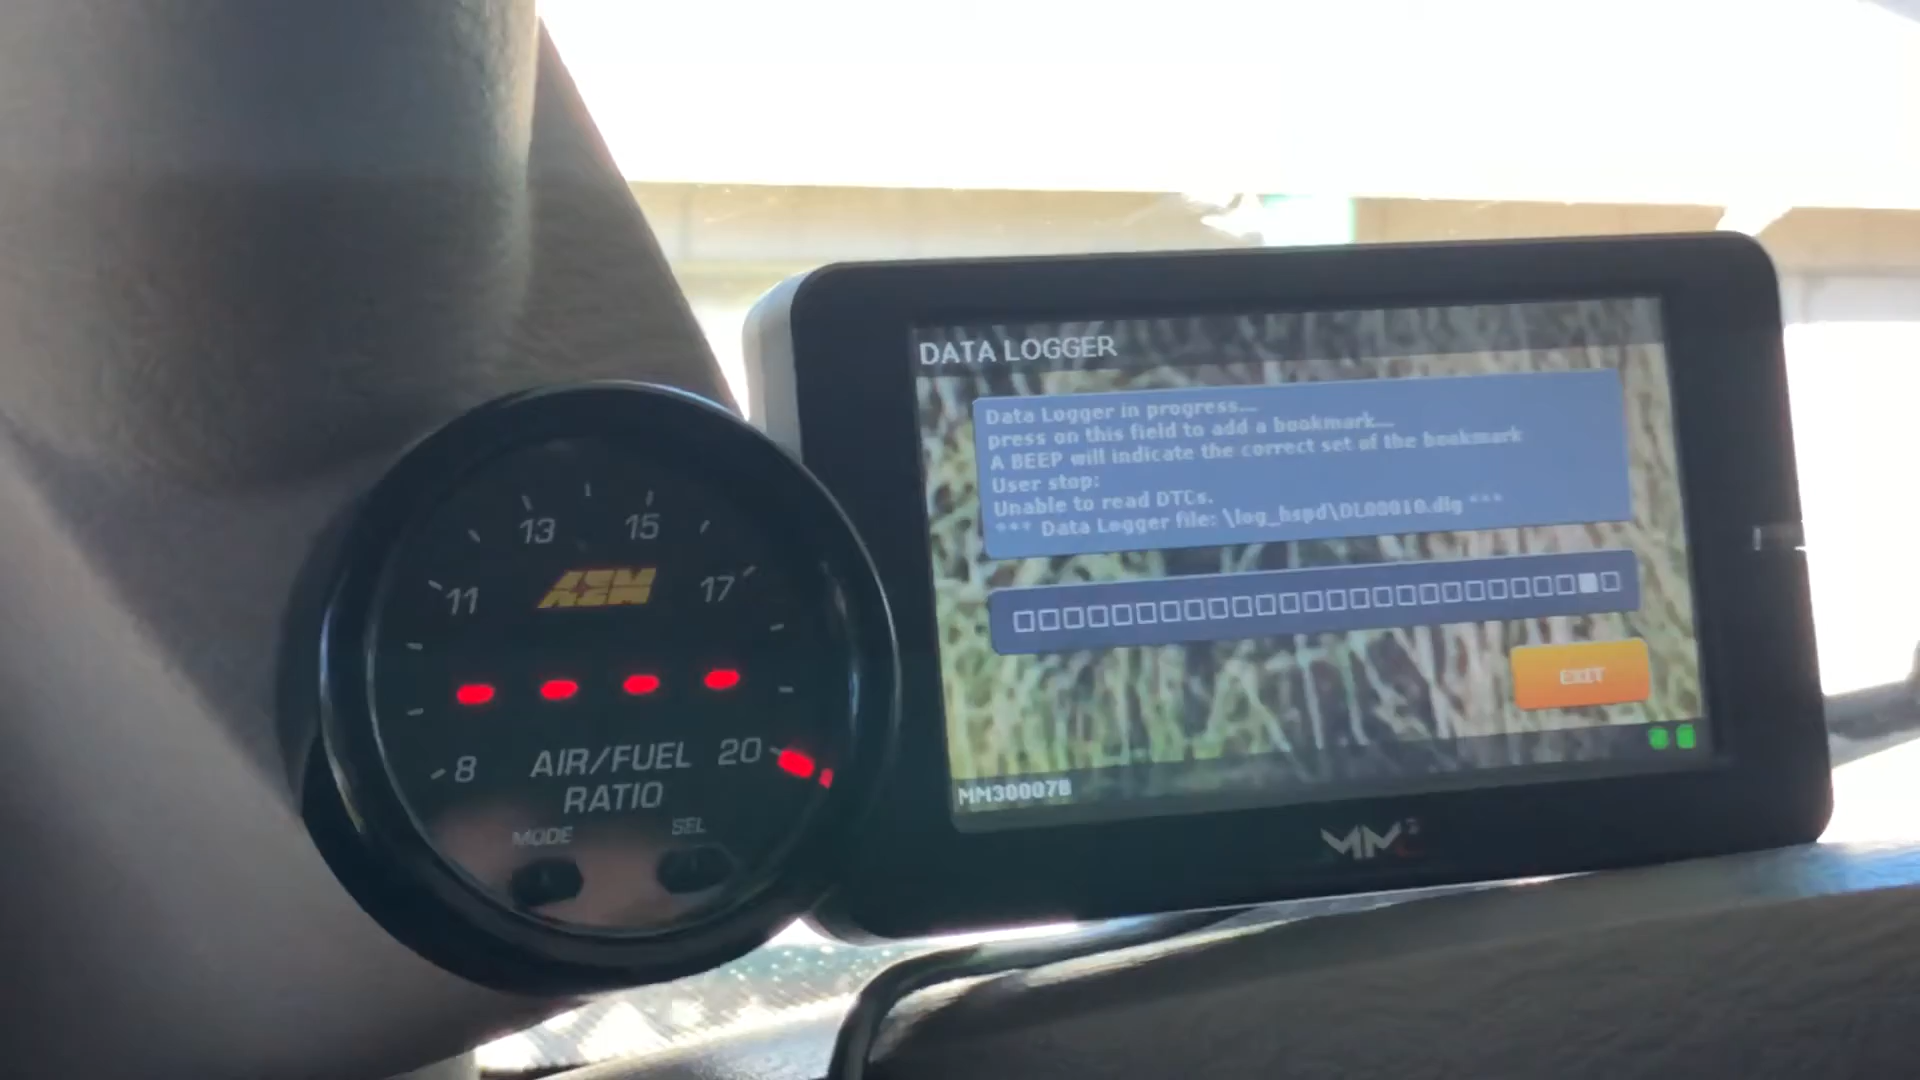 DATA LOGGER
Data Logger in progress...
press on this field to add a bookmark...
A BEEP will indicate the correct set of the bookmark
User stop:
Unable to read DTCs.
*** Data Logger file: \log_hspd\DL00010.dlg ***
EXIT
MM30007B
MM3
13 15
11 AEM 17
8 AIR/FUEL 20
RATIO
MODE SEL